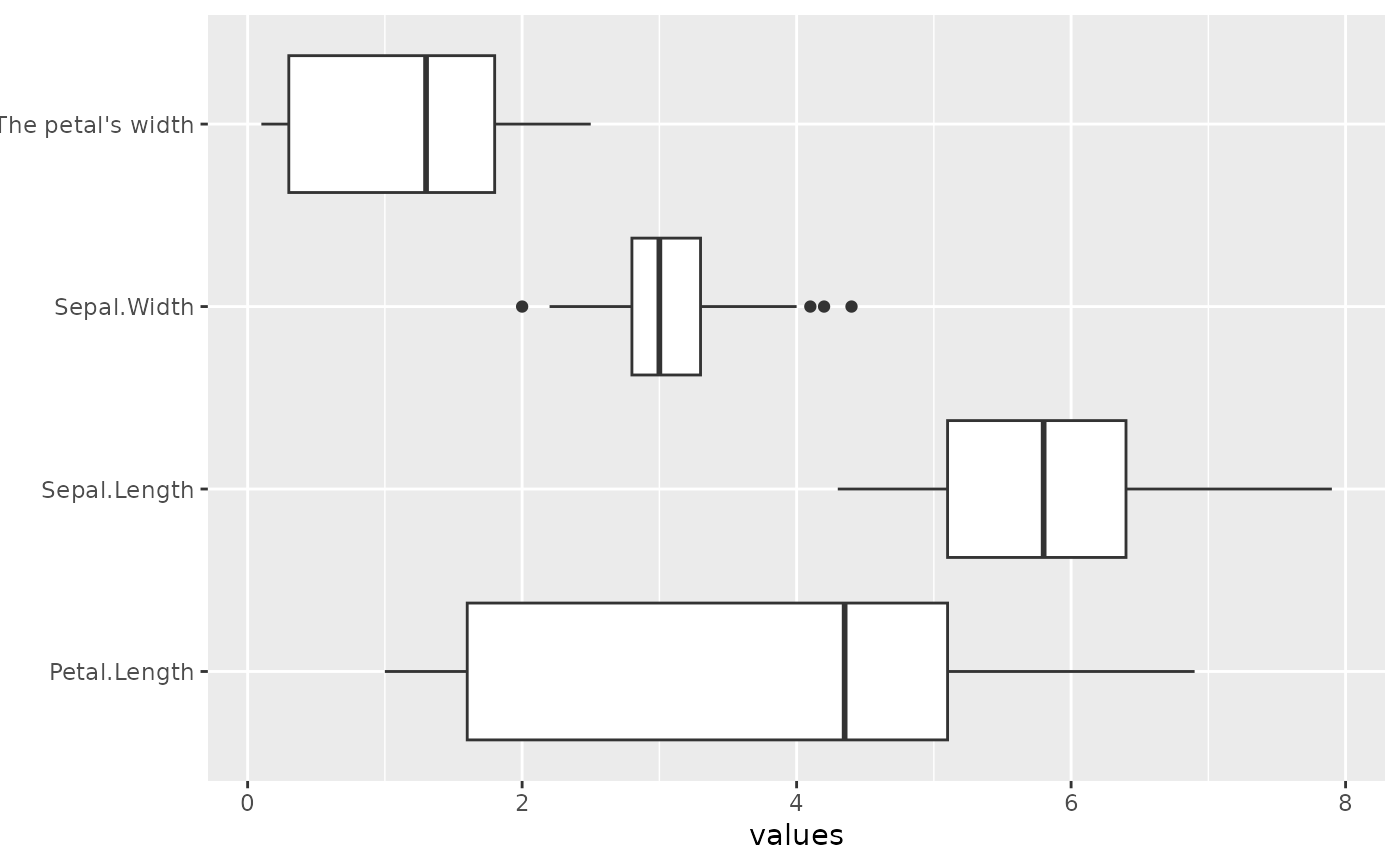 The petal's width
Sepal.Width
Sepal.Length
Petal.Length
0 2 4 6 8
values